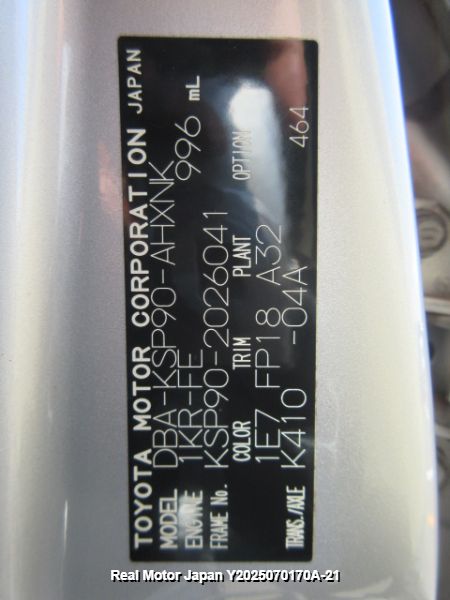 TOYOTA MOTOR CORPORATION JAPAN
MODEL DBA-KSP90-AHXNK
ENGINE 1KR-FE 996 mL
FRAME No. KSP90-2026041
COLOR TRIM PLANT OPTION
1E7 FP18 A32
TRANS./AXLE K410 -04A 464
Real Motor Japan Y2025070170A-21